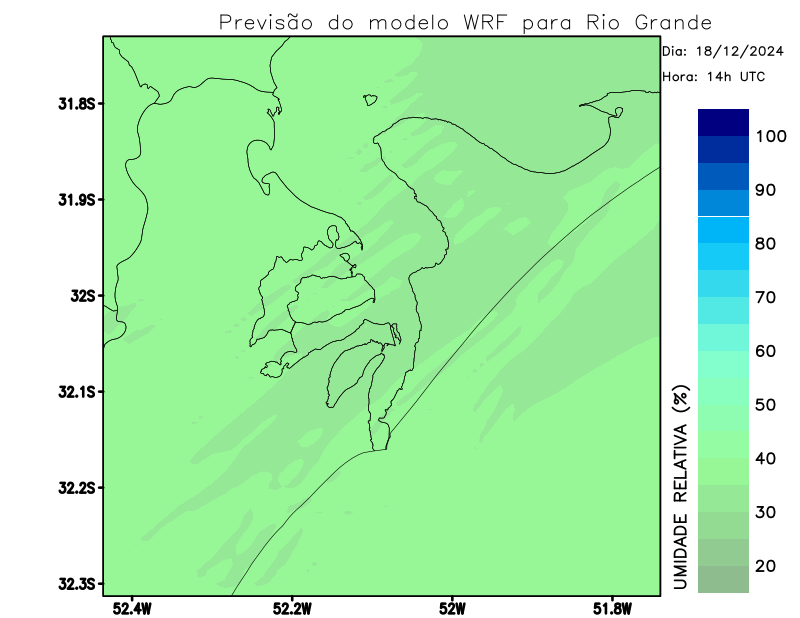 Previsão do modelo WRF para Rio Grande
Dia: 18/12/2024
Hora: 14h UTC
31.8S
31.9S
32S
32.1S
32.2S
32.3S
52.4W
52.2W
52W
51.8W
100
90
80
70
60
50
40
30
20
UMIDADE RELATIVA (%)